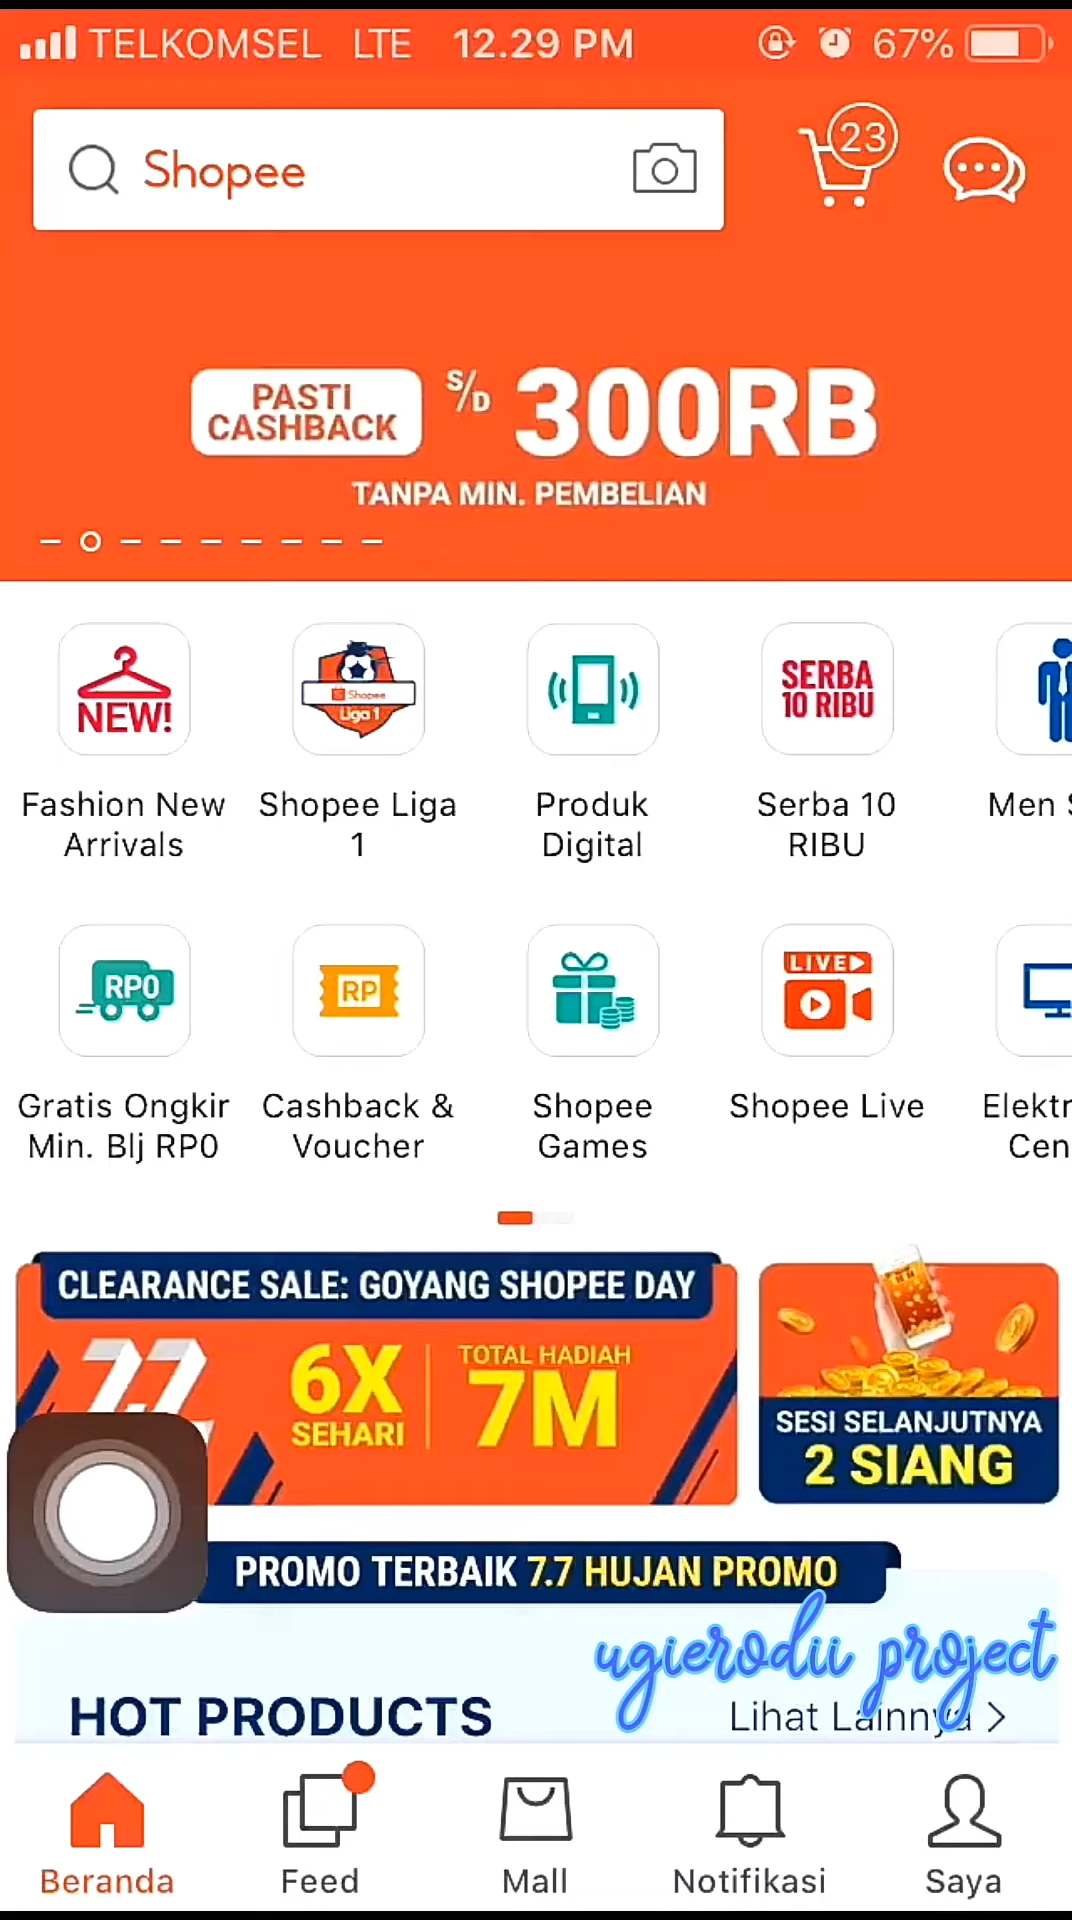 TELKOMSEL LTE 12.29 PM 67%
Shopee
23
PASTI
CASHBACK
S/D 300RB
TANPA MIN. PEMBELIAN
NEW!
Shopee
Liga 1
SERBA
10 RIBU
Fashion New
Arrivals
Shopee Liga
1
Produk
Digital
Serba 10
RIBU
Men
RP0
RP
LIVE
Gratis Ongkir
Min. Blj RP0
Cashback &
Voucher
Shopee
Games
Shopee Live
Elektr
Cen
CLEARANCE SALE: GOYANG SHOPEE DAY
7.7
6X
SEHARI
TOTAL HADIAH
7M
SESI SELANJUTNYA
2 SIANG
PROMO TERBAIK 7.7 HUJAN PROMO
ugierodii project
HOT PRODUCTS
Lihat Lainnya >
Beranda
Feed
Mall
Notifikasi
Saya